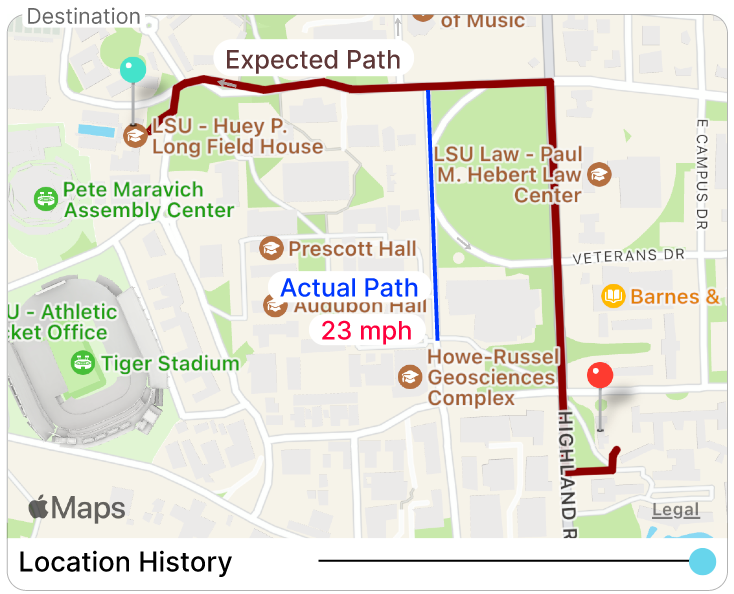 Destination
of Music
Expected Path
LSU - Huey P.
Long Field House
LSU Law - Paul
M. Hebert Law
Center
E CAMPUS DR
Pete Maravich
Assembly Center
Prescott Hall
VETERANS DR
Actual Path
Audubon Hall
Barnes &
U - Athletic
ket Office
23 mph
Tiger Stadium
Howe-Russel
Geosciences
Complex
HIGHLAND R
Maps
Legal
Location History